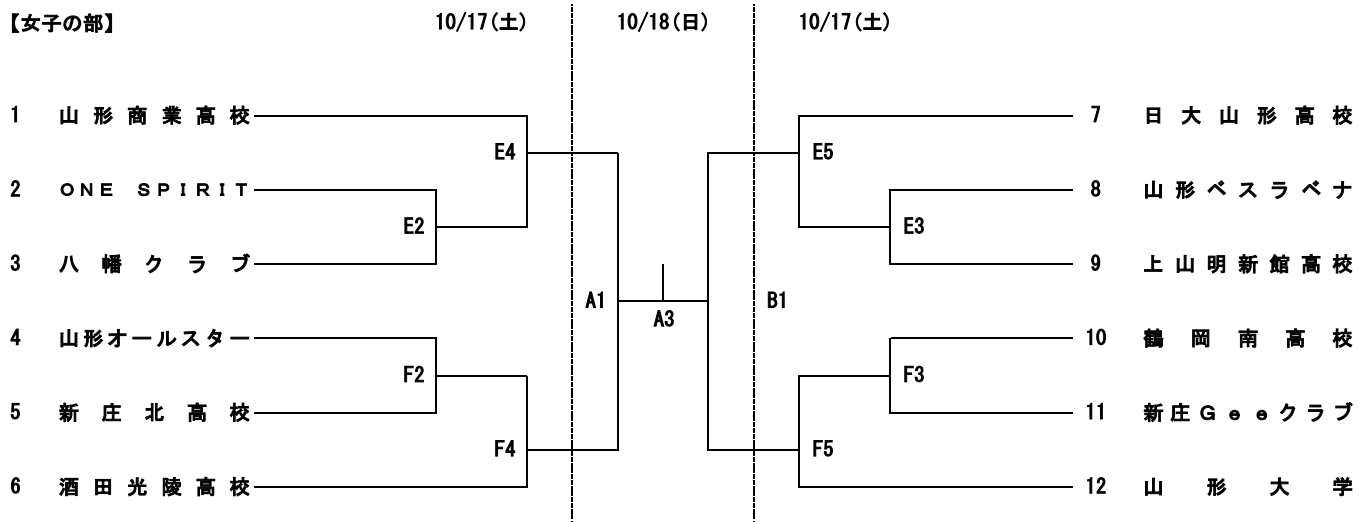 【女子の部】 10/17(土) 10/18(日) 10/17(土)
1 山形商業高校 7 日大山形高校
E4 E5
2 ONE SPIRIT 8 山形ベスラベナ
E2 E3
3 八幡クラブ 9 上山明新館高校
A1 B1
A3
4 山形オールスター 10 鶴岡南高校
F2 F3
5 新庄北高校 11 新庄Geeクラブ
F4 F5
6 酒田光陵高校 12 山形大学